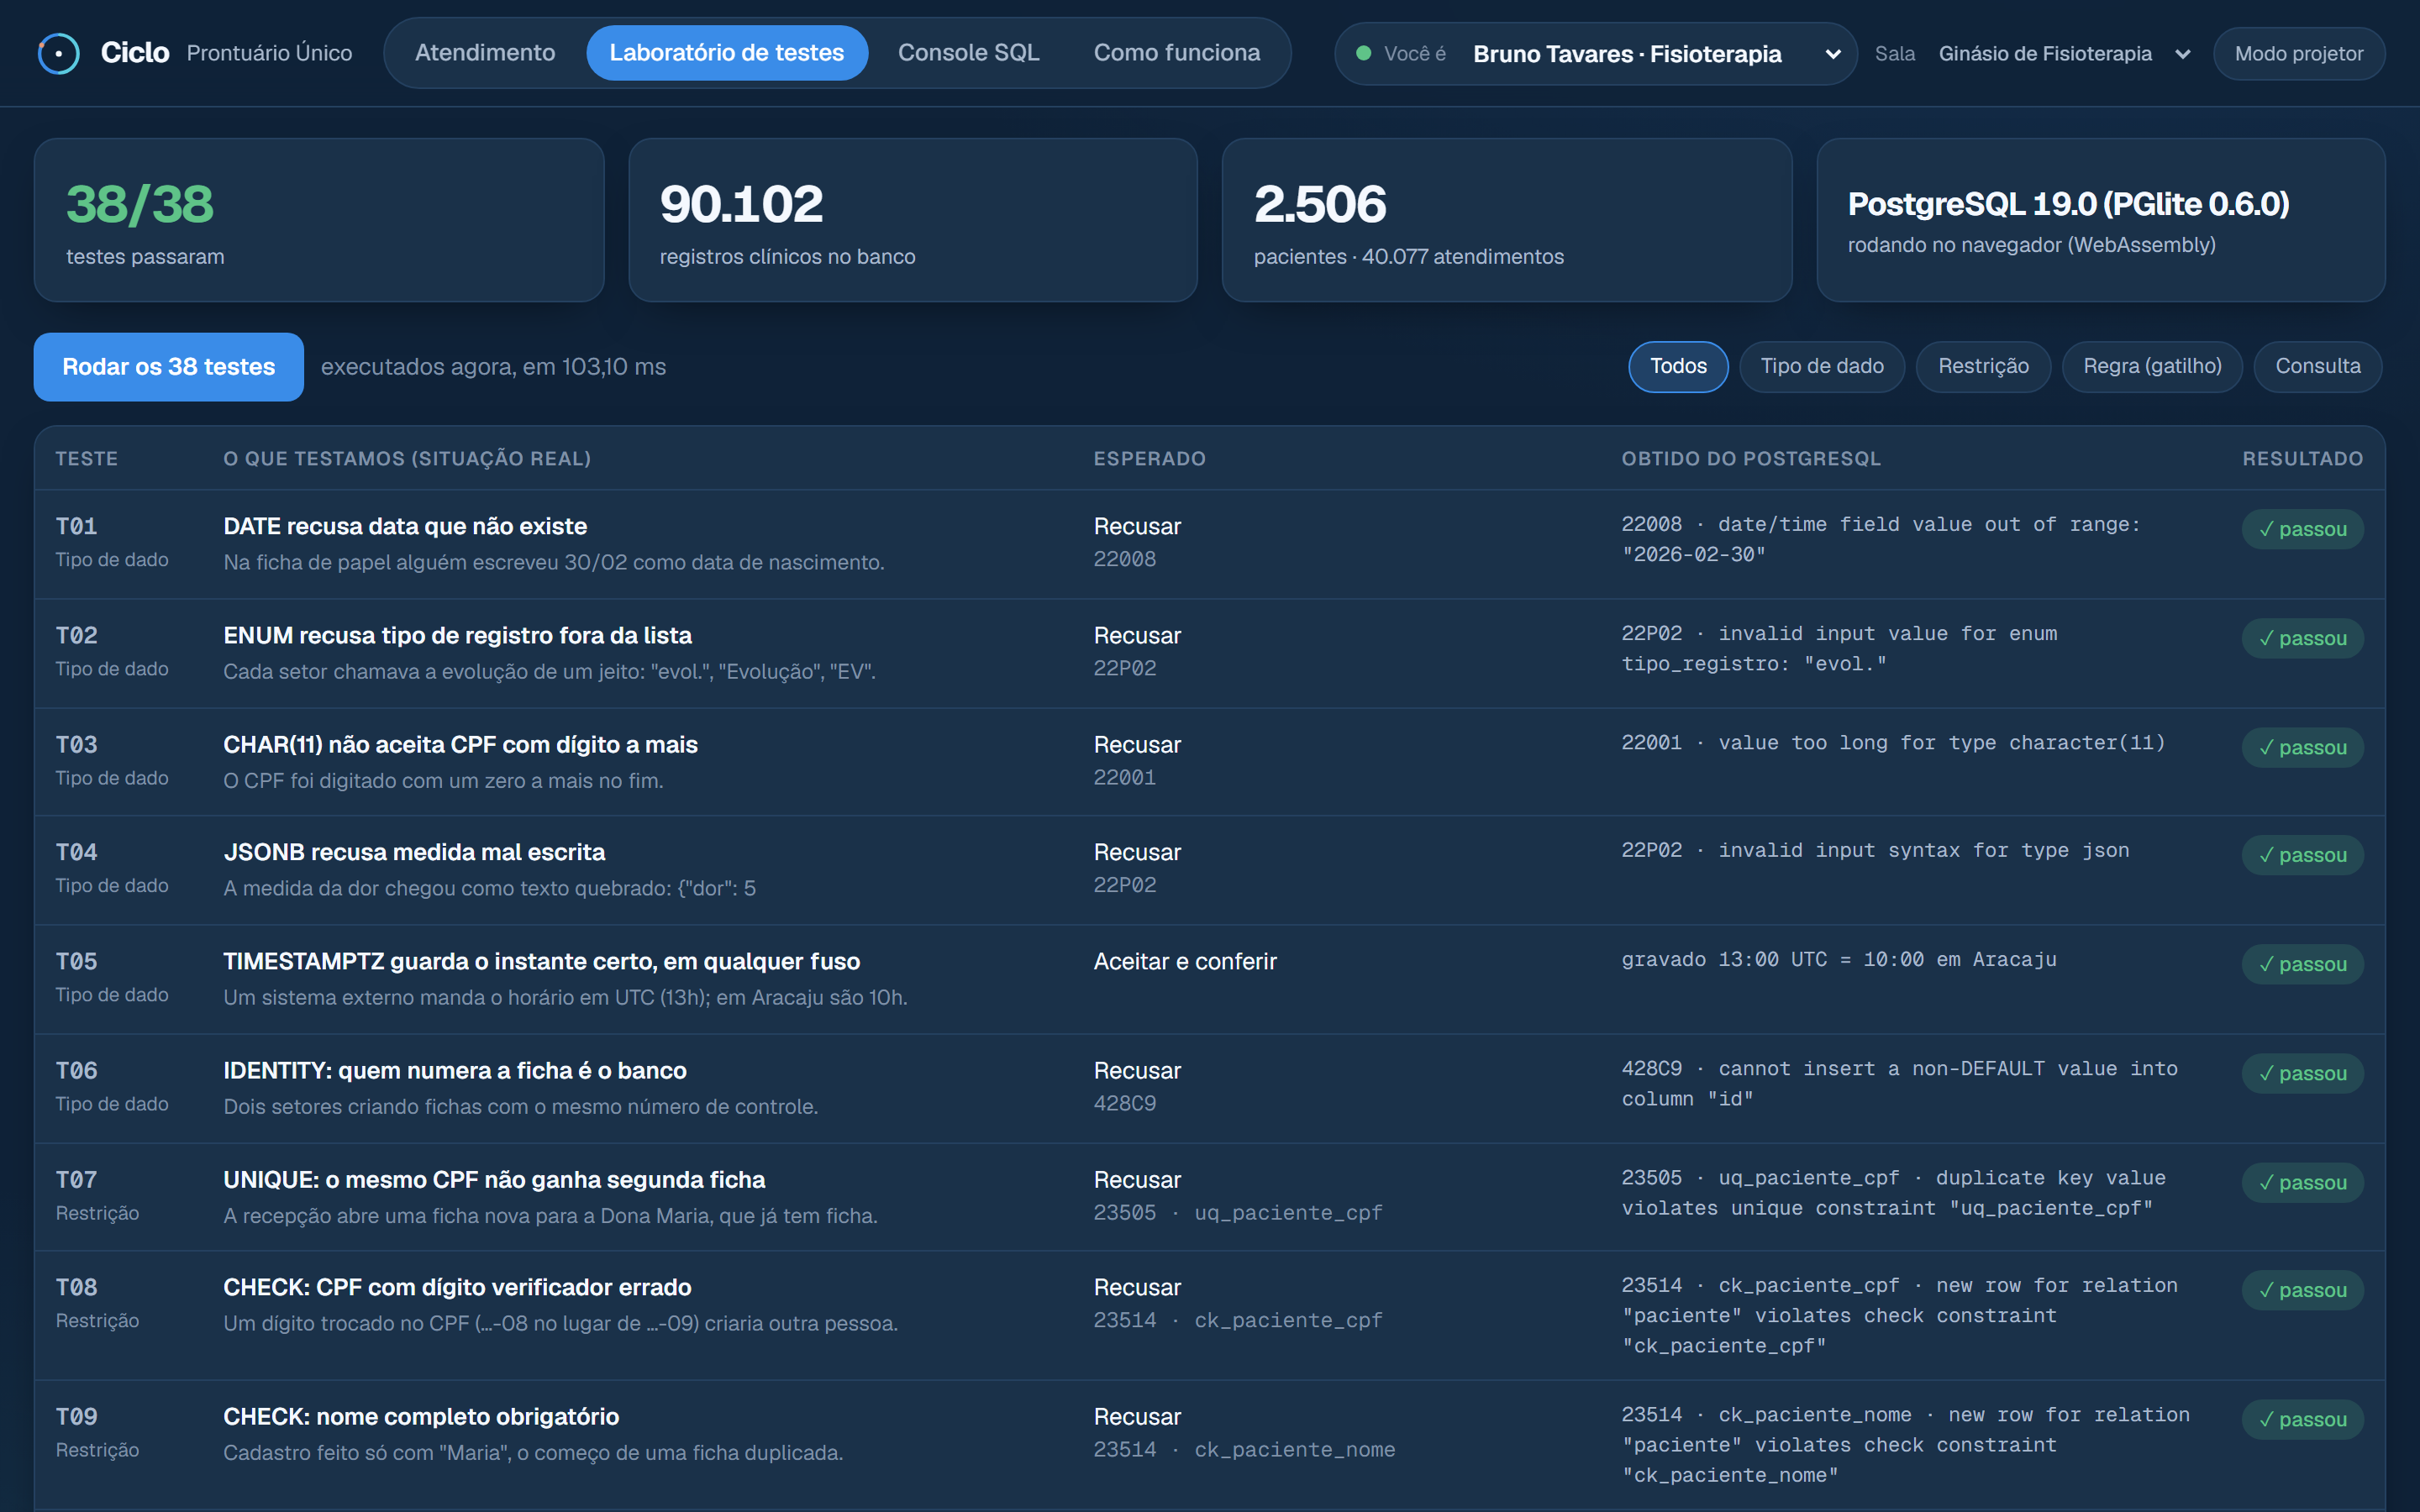 Ciclo Prontuário Único Atendimento Laboratório de testes Console SQL Como funciona Você é Bruno Tavares · Fisioterapia Sala Ginásio de Fisioterapia Modo projetor
38/38
testes passaram
90.102
registros clínicos no banco
2.506
pacientes · 40.077 atendimentos
PostgreSQL 19.0 (PGlite 0.6.0)
rodando no navegador (WebAssembly)
Rodar os 38 testes executados agora, em 103,10 ms Todos Tipo de dado Restrição Regra (gatilho) Consulta
TESTE O QUE TESTAMOS (SITUAÇÃO REAL) ESPERADO OBTIDO DO POSTGRESQL RESULTADO
T01
Tipo de dado
DATE recusa data que não existe
Na ficha de papel alguém escreveu 30/02 como data de nascimento.
Recusar
22008
22008 · date/time field value out of range:
"2026-02-30"
✓ passou
T02
Tipo de dado
ENUM recusa tipo de registro fora da lista
Cada setor chamava a evolução de um jeito: "evol.", "Evolução", "EV".
Recusar
22P02
22P02 · invalid input value for enum
tipo_registro: "evol."
✓ passou
T03
Tipo de dado
CHAR(11) não aceita CPF com dígito a mais
O CPF foi digitado com um zero a mais no fim.
Recusar
22001
22001 · value too long for type character(11)
✓ passou
T04
Tipo de dado
JSONB recusa medida mal escrita
A medida da dor chegou como texto quebrado: {"dor": 5
Recusar
22P02
22P02 · invalid input syntax for type json
✓ passou
T05
Tipo de dado
TIMESTAMPTZ guarda o instante certo, em qualquer fuso
Um sistema externo manda o horário em UTC (13h); em Aracaju são 10h.
Aceitar e conferir
gravado 13:00 UTC = 10:00 em Aracaju
✓ passou
T06
Tipo de dado
IDENTITY: quem numera a ficha é o banco
Dois setores criando fichas com o mesmo número de controle.
Recusar
428C9
428C9 · cannot insert a non-DEFAULT value into
column "id"
✓ passou
T07
Restrição
UNIQUE: o mesmo CPF não ganha segunda ficha
A recepção abre uma ficha nova para a Dona Maria, que já tem ficha.
Recusar
23505 · uq_paciente_cpf
23505 · uq_paciente_cpf · duplicate key value
violates unique constraint "uq_paciente_cpf"
✓ passou
T08
Restrição
CHECK: CPF com dígito verificador errado
Um dígito trocado no CPF (…-08 no lugar de …-09) criaria outra pessoa.
Recusar
23514 · ck_paciente_cpf
23514 · ck_paciente_cpf · new row for relation
"paciente" violates check constraint
"ck_paciente_cpf"
✓ passou
T09
Restrição
CHECK: nome completo obrigatório
Cadastro feito só com "Maria", o começo de uma ficha duplicada.
Recusar
23514 · ck_paciente_nome
23514 · ck_paciente_nome · new row for relation
"paciente" violates check constraint
"ck_paciente_nome"
✓ passou